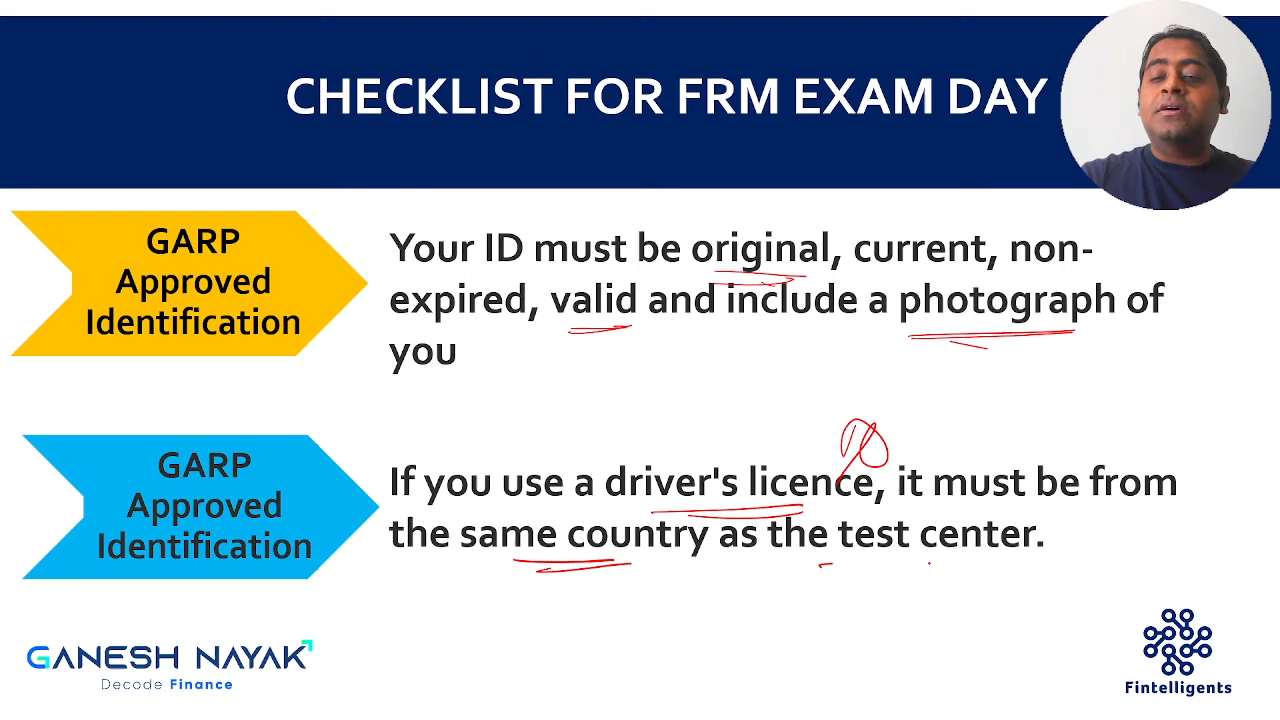 CHECKLIST FOR FRM EXAM DAY
GARP
Approved
Identification
Your ID must be original, current, non-
expired, valid and include a photograph of
you
GARP
Approved
Identification
If you use a driver's licence, it must be from
the same country as the test center.
GANESH NAYAK
Decode Finance
Fintelligents